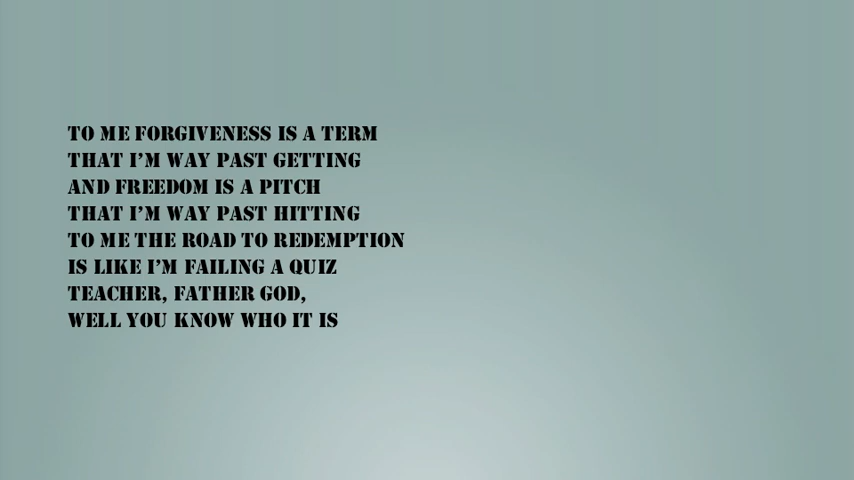 TO ME FORGIVENESS IS A TERM
THAT I'M WAY PAST GETTING
AND FREEDOM IS A PITCH
THAT I'M WAY PAST HITTING
TO ME THE ROAD TO REDEMPTION
IS LIKE I'M FAILING A QUIZ
TEACHER, FATHER GOD,
WELL YOU KNOW WHO IT IS